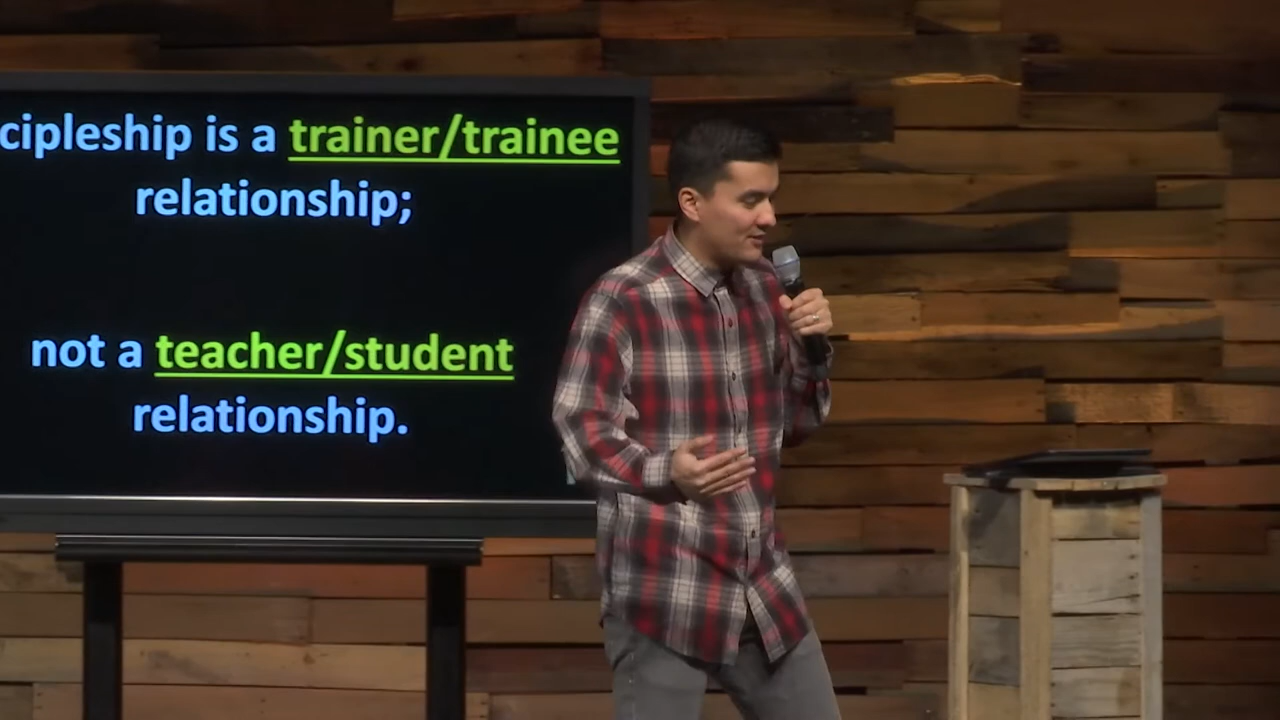 cipleship is a trainer/trainee
relationship;
not a teacher/student
relationship.